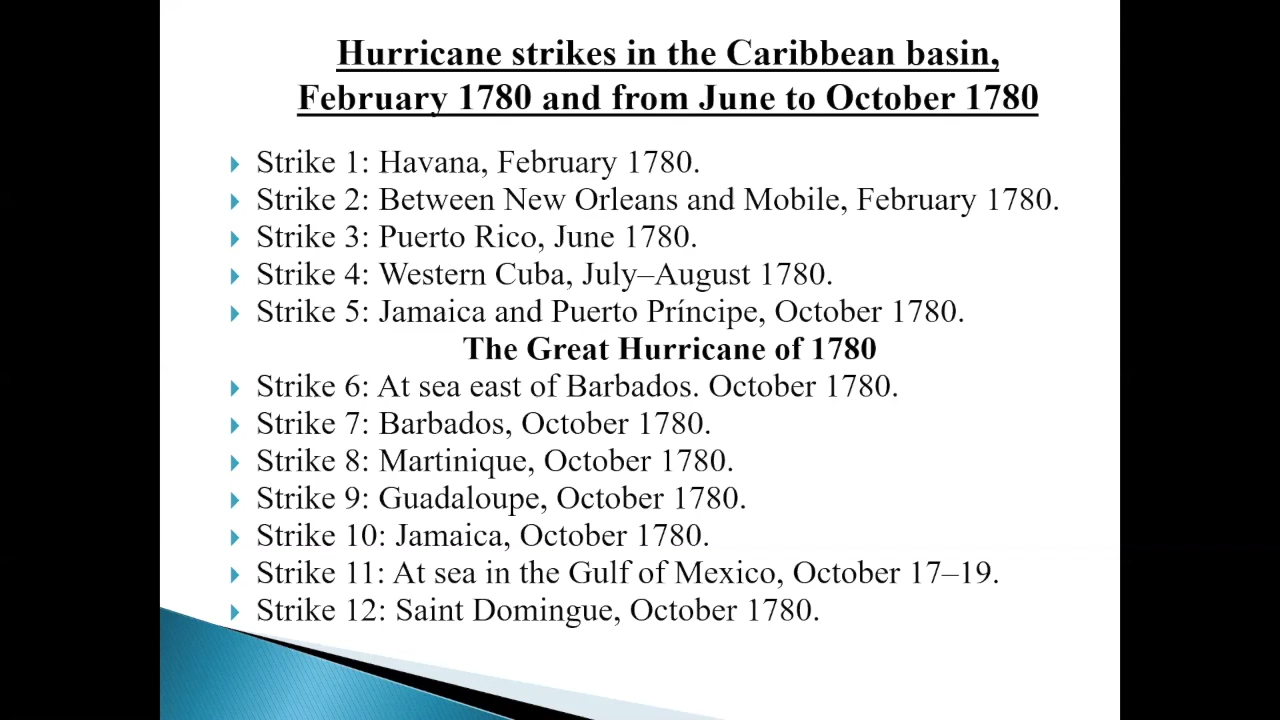 Hurricane strikes in the Caribbean basin,
February 1780 and from June to October 1780
Strike 1: Havana, February 1780.
Strike 2: Between New Orleans and Mobile, February 1780.
Strike 3: Puerto Rico, June 1780.
Strike 4: Western Cuba, July–August 1780.
Strike 5: Jamaica and Puerto Príncipe, October 1780.
The Great Hurricane of 1780
Strike 6: At sea east of Barbados. October 1780.
Strike 7: Barbados, October 1780.
Strike 8: Martinique, October 1780.
Strike 9: Guadaloupe, October 1780.
Strike 10: Jamaica, October 1780.
Strike 11: At sea in the Gulf of Mexico, October 17–19.
Strike 12: Saint Domingue, October 1780.